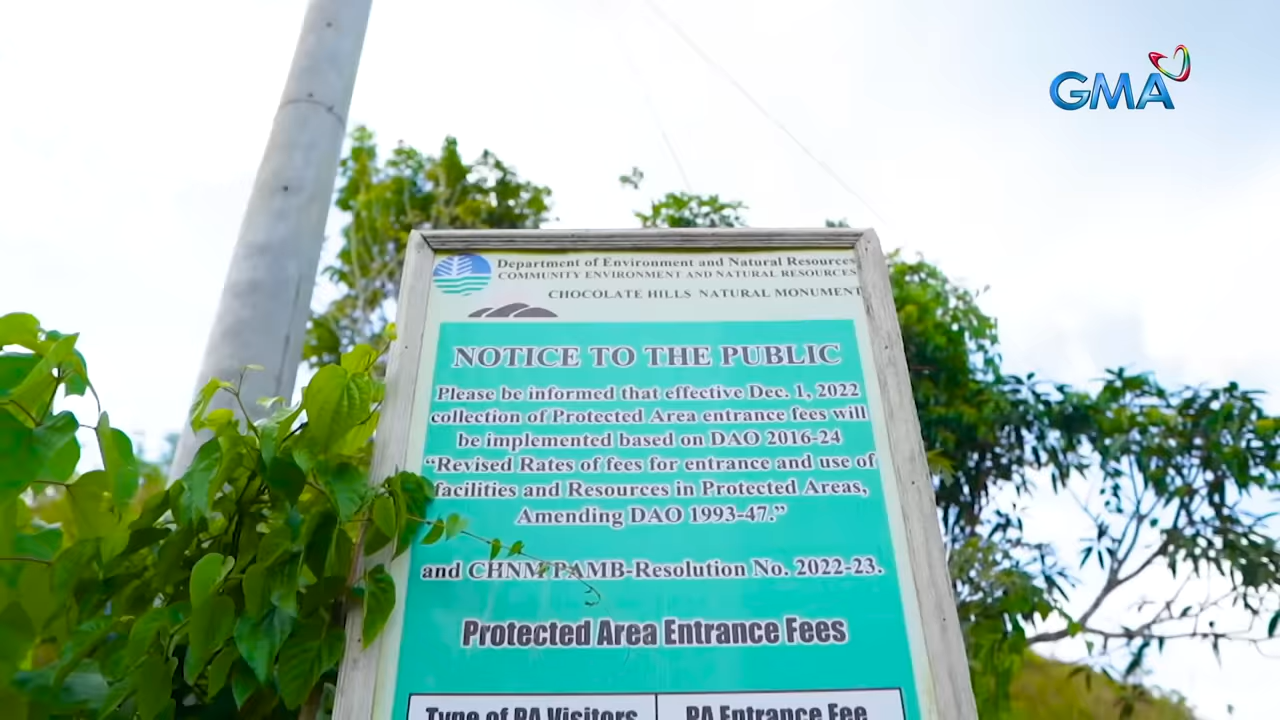 GMA
Department of Environment and Natural Resources
COMMUNITY ENVIRONMENT AND NATURAL RESOURCES
CHOCOLATE HILLS NATURAL MONUMENT
NOTICE TO THE PUBLIC
Please be informed that effective Dec. 1, 2022
collection of Protected Area entrance fees will
be implemented based on DAO 2016-24
“Revised Rates of fees for entrance and use of
facilities and Resources in Protected Areas,
Amending DAO 1993-47.”
and CHNM-PAMB-Resolution No. 2022-23.
Protected Area Entrance Fees
Type of PA Visitors
PA Entrance Fee